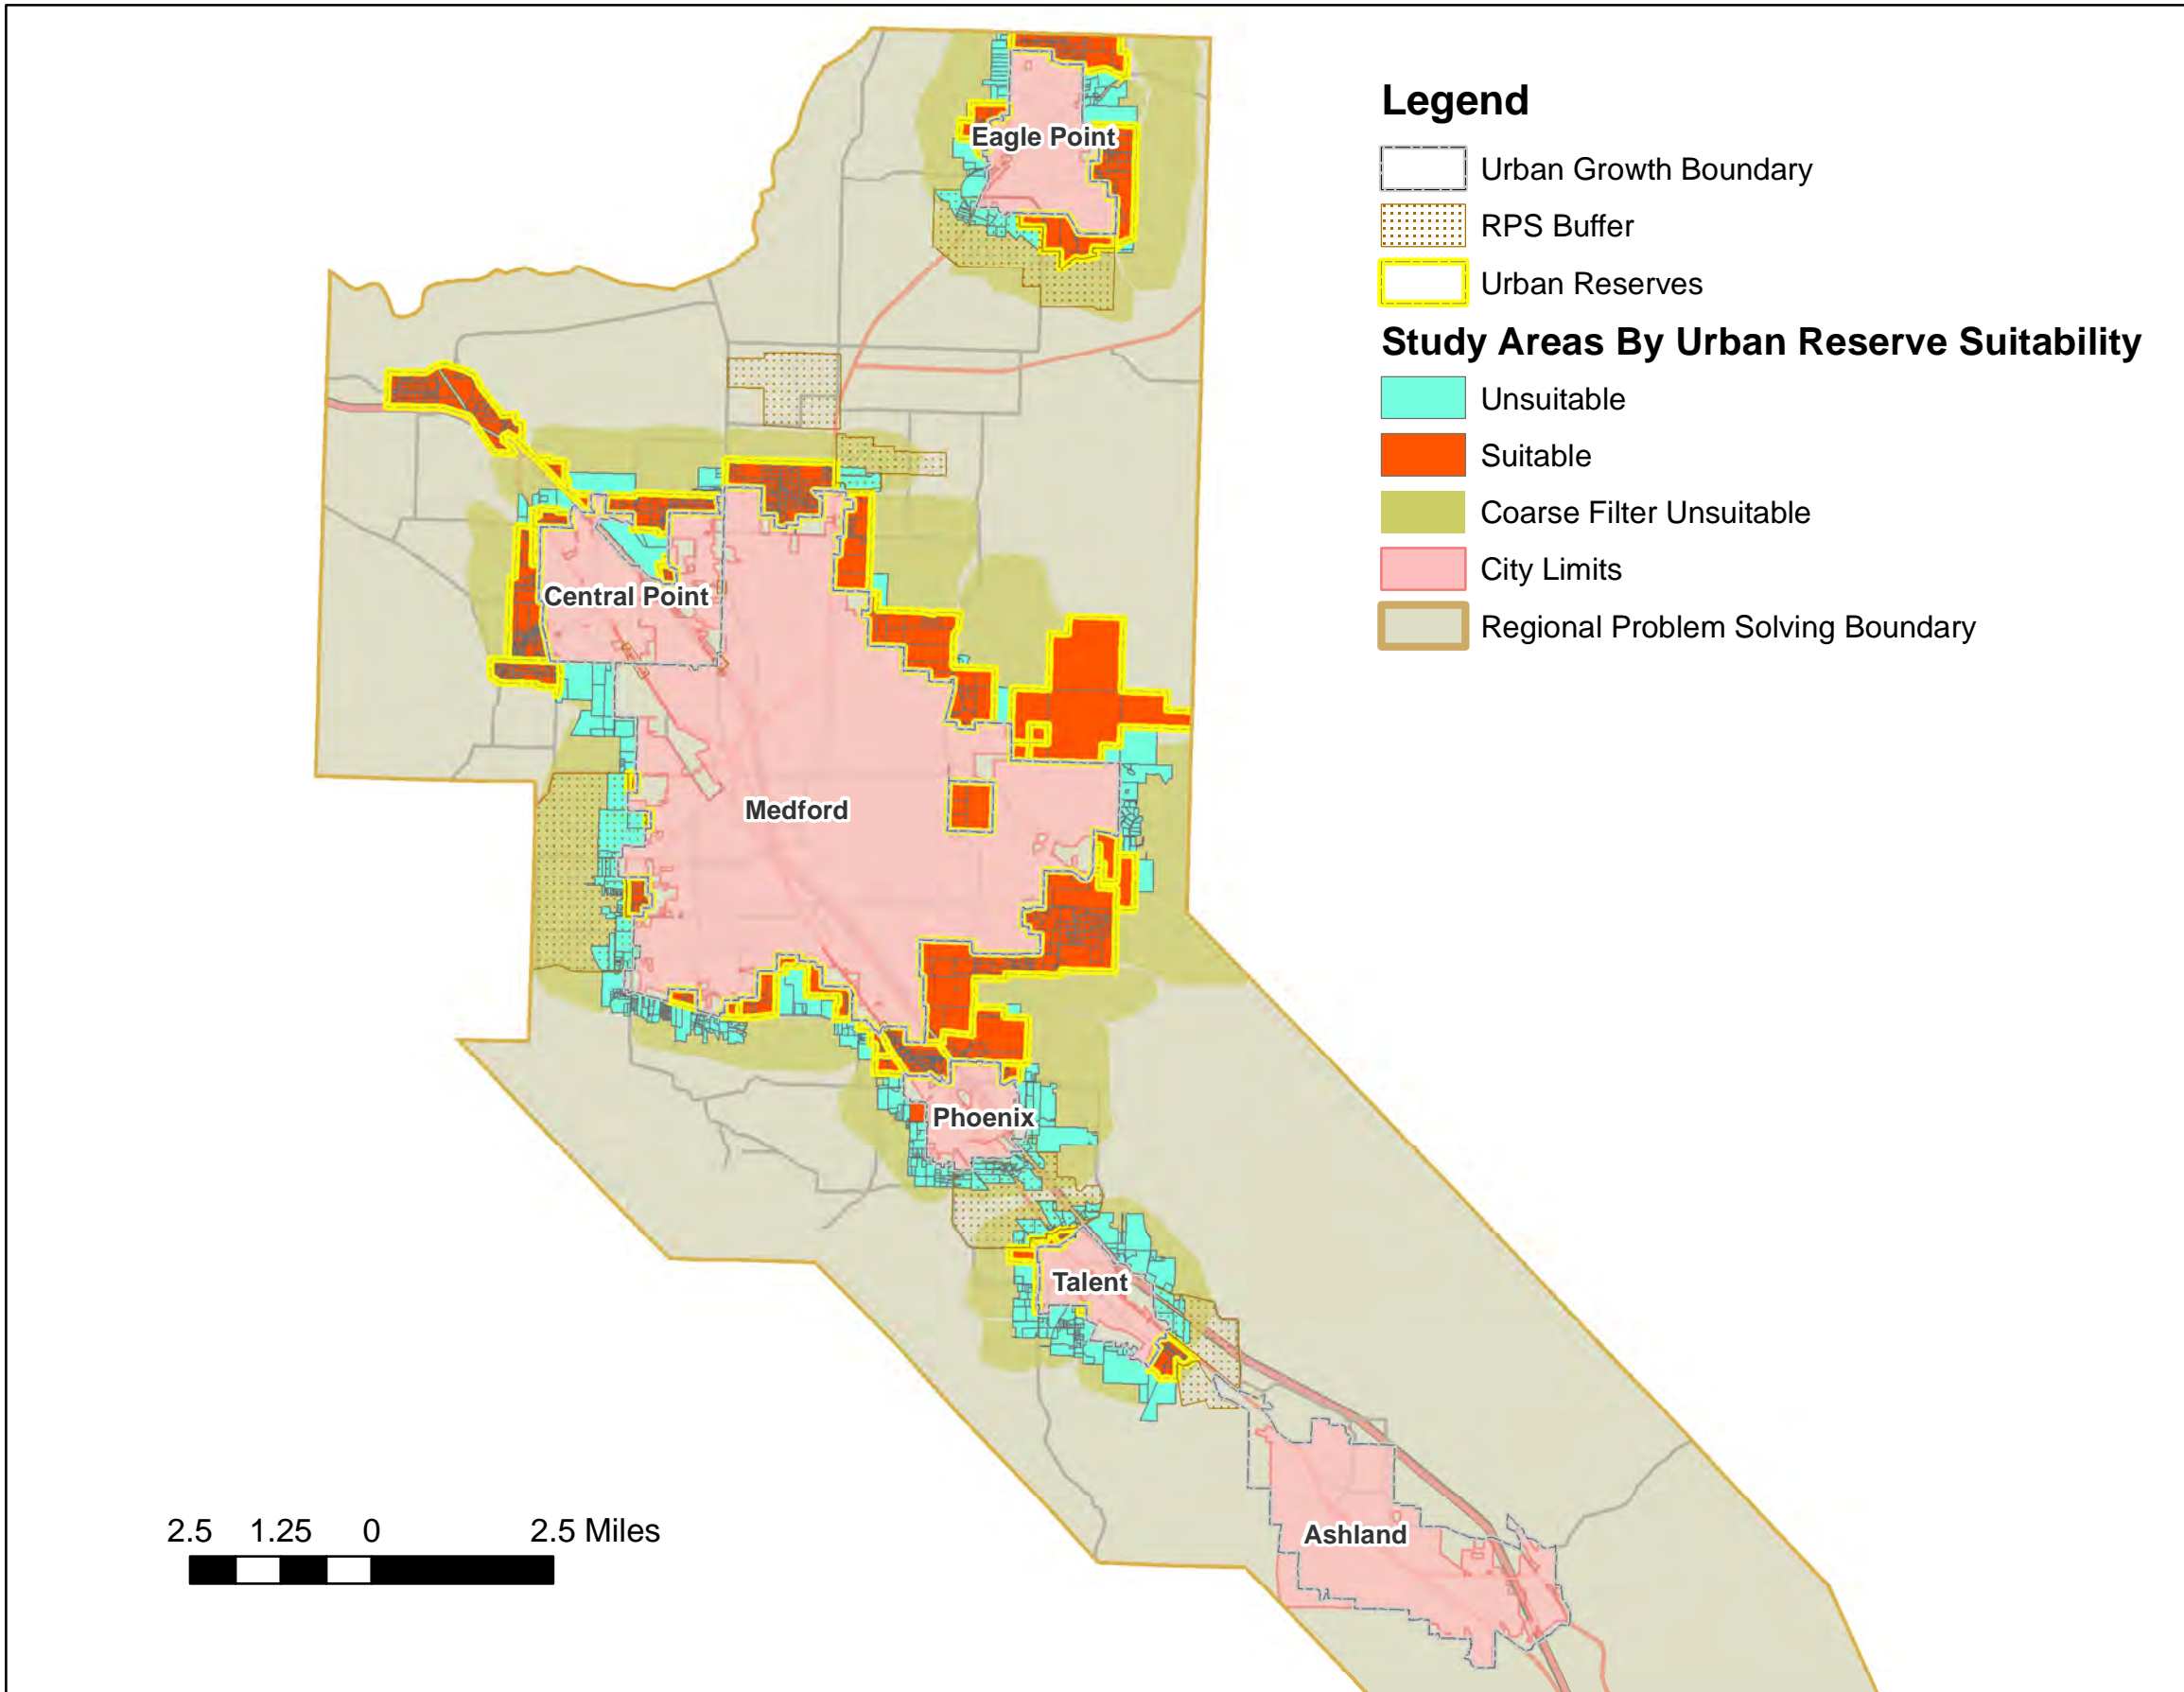 Legend
Urban Growth Boundary
RPS Buffer
Urban Reserves
Study Areas By Urban Reserve Suitability
Unsuitable
Suitable
Coarse Filter Unsuitable
City Limits
Regional Problem Solving Boundary
Eagle Point
Central Point
Medford
Phoenix
Talent
Ashland
2.5 1.25 0 2.5 Miles